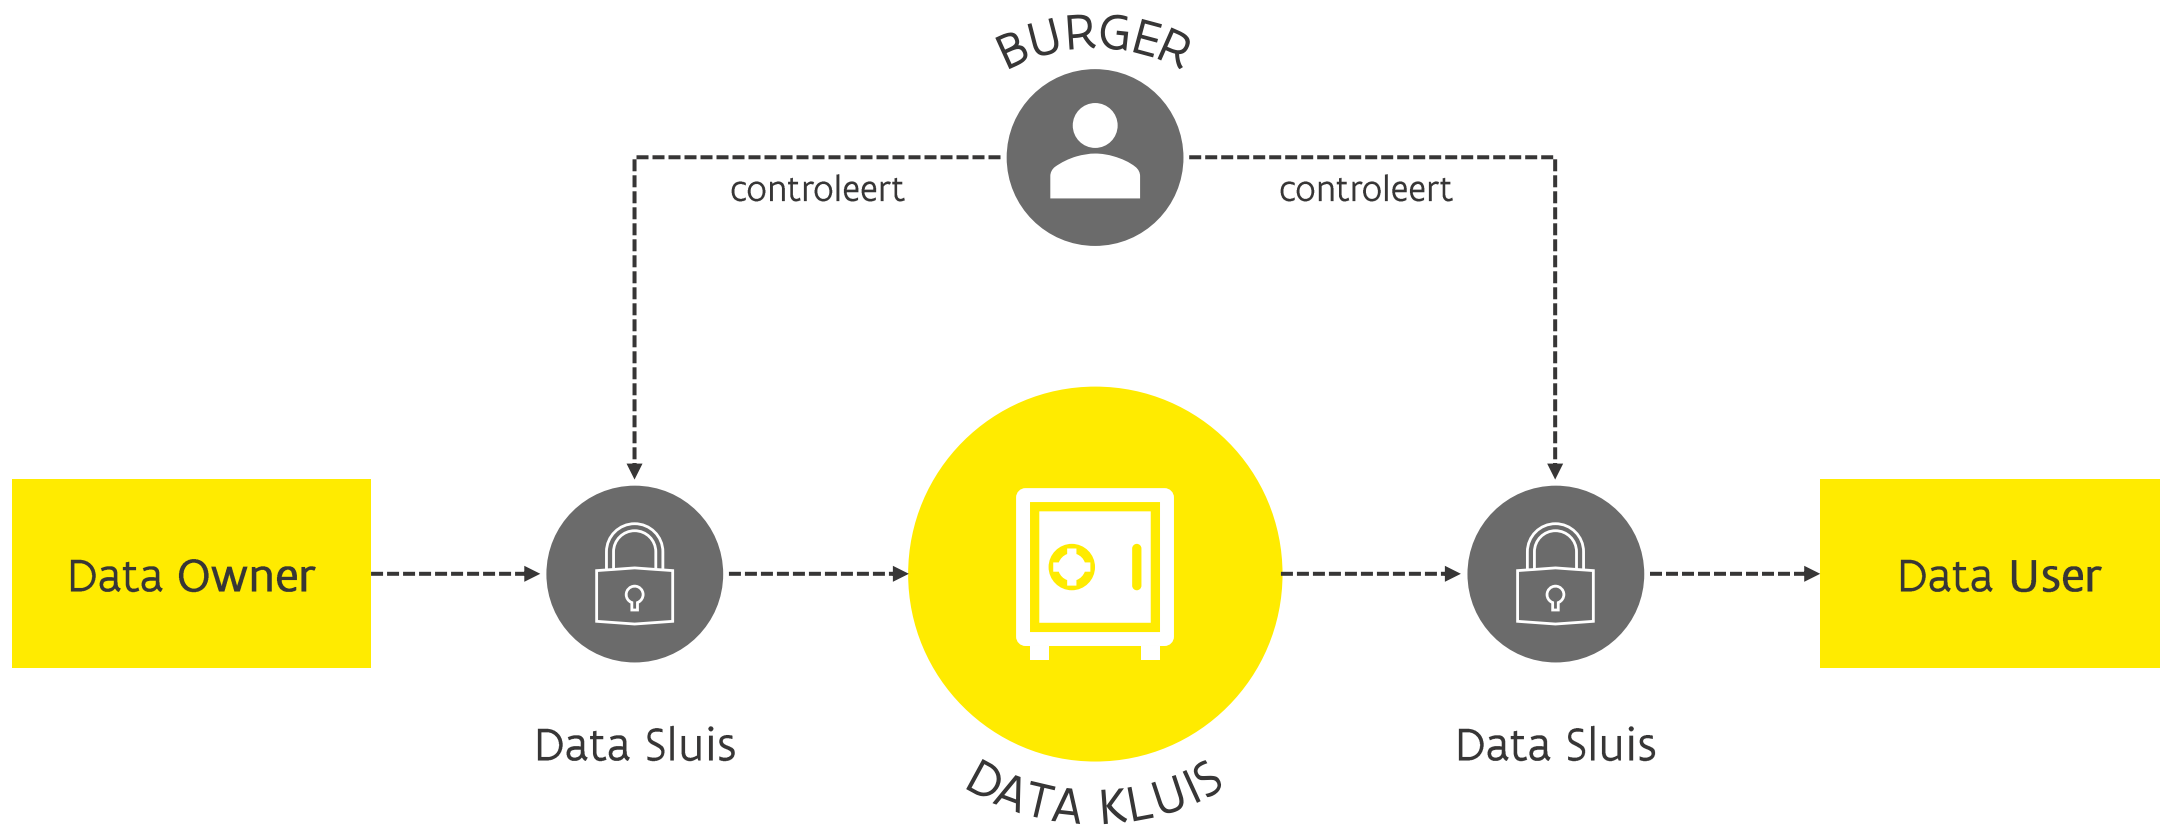 BURGER
controleert
controleert
Data Owner
Data User
Data Sluis
Data Sluis
DATA KLUIS